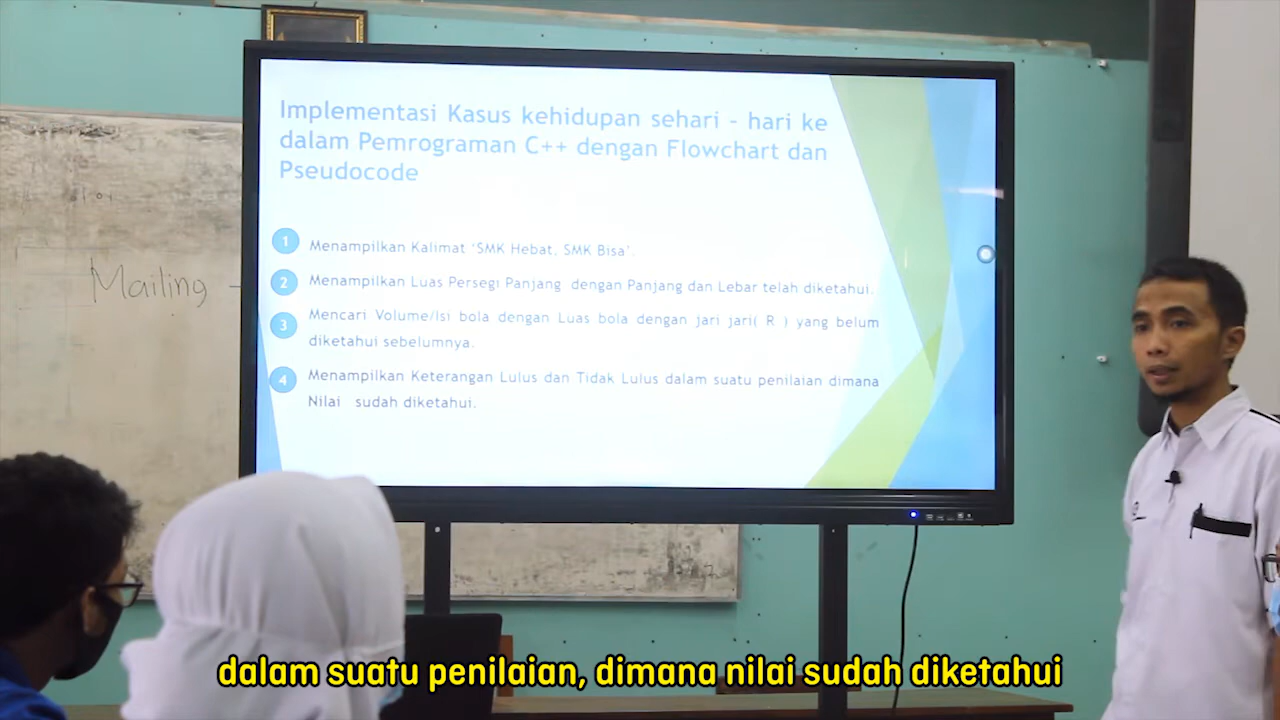 Implementasi Kasus kehidupan sehari – hari ke
dalam Pemrograman C++ dengan Flowchart dan
Pseudocode
1 Menampilkan Kalimat ‘SMK Hebat, SMK Bisa’.
2 Menampilkan Luas Persegi Panjang dengan Panjang dan Lebar telah diketahui.
3 Mencari Volume/Isi bola dengan Luas bola dengan jari jari( R ) yang belum
diketahui sebelumnya.
4 Menampilkan Keterangan Lulus dan Tidak Lulus dalam suatu penilaian dimana
Nilai sudah diketahui.
Mailing -
dalam suatu penilaian, dimana nilai sudah diketahui